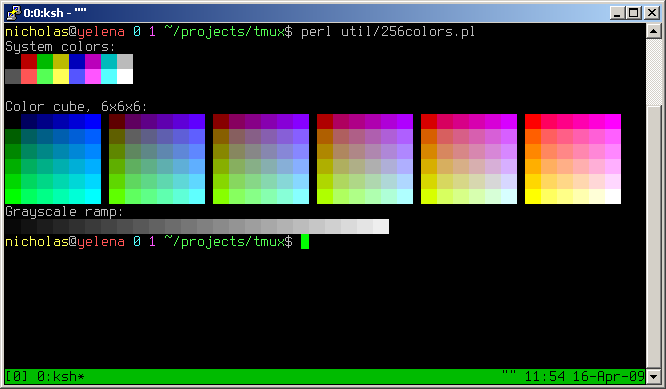 0:0:ksh - ""
nicholas@yelena 0 1 ~/projects/tmux$ perl util/256colors.pl
System colors:
Color cube, 6x6x6:
Grayscale ramp:
nicholas@yelena 0 1 ~/projects/tmux$
[0] 0:ksh* "" 11:54 16-Apr-09